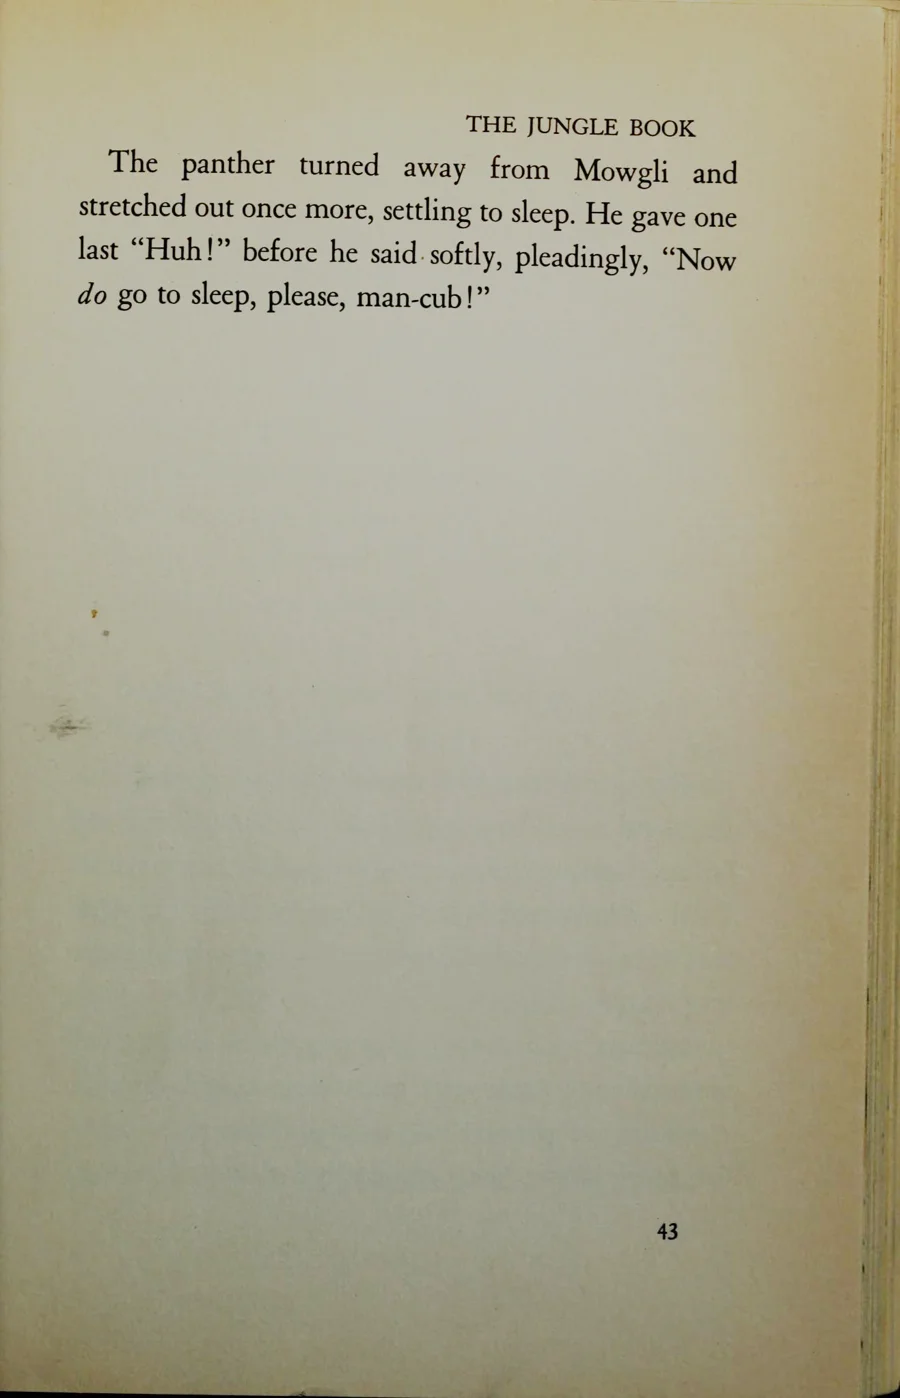 THE JUNGLE BOOK
The panther turned away from Mowgli and
stretched out once more, settling to sleep. He gave one
last “Huh!” before he said softly, pleadingly, “Now
do go to sleep, please, man-cub!”
43